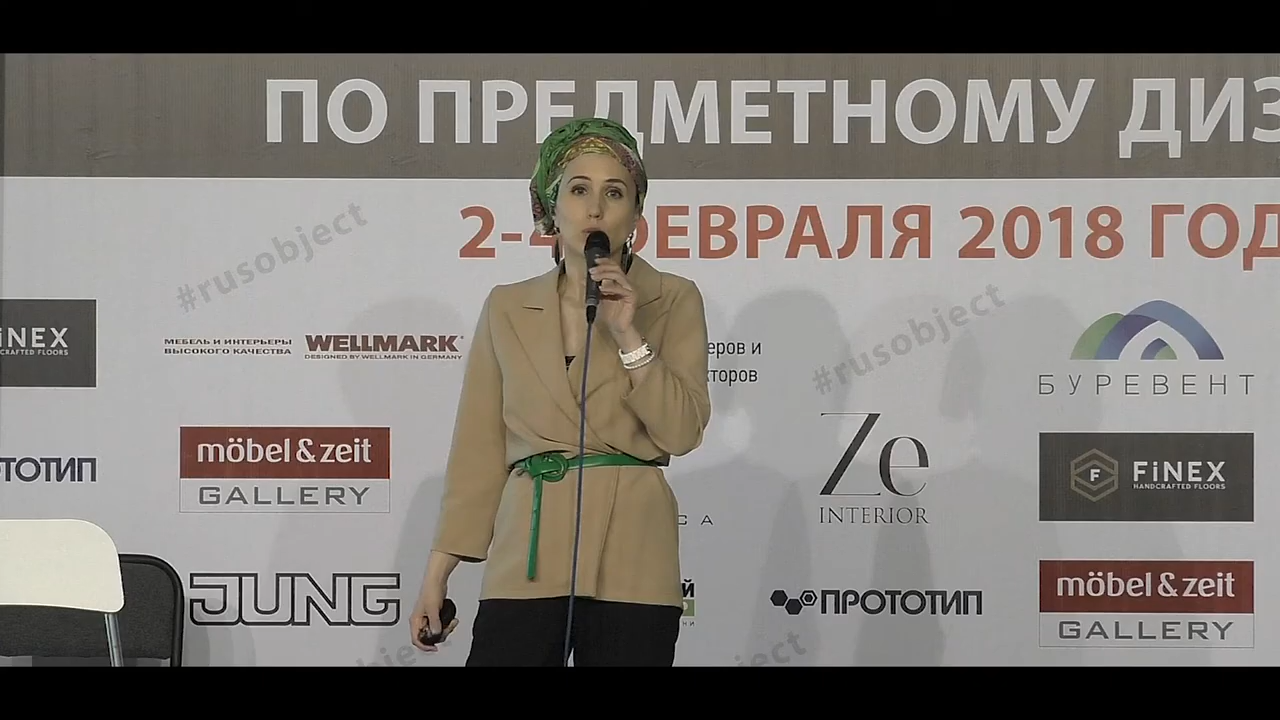 ПО ПРЕДМЕТНОМУ ДИЗ
2-4 ФЕВРАЛЯ 2018 ГОД
#rusobject
#rusobject
FiNEX
CRAFTED FLOORS
МЕБЕЛЬ И ИНТЕРЬЕРЫ
ВЫСОКОГО КАЧЕСТВА
WELLMARK
DESIGNED BY WELLMARK IN GERMANY
еров и
кторов
БУРЕВЕНТ
ТОТИП
möbel & zeit
GALLERY
Ze
INTERIOR
FiNEX
HANDCRAFTED FLOORS
С А
JUNG
й
ПРОТОТИП
möbel & zeit
GALLERY